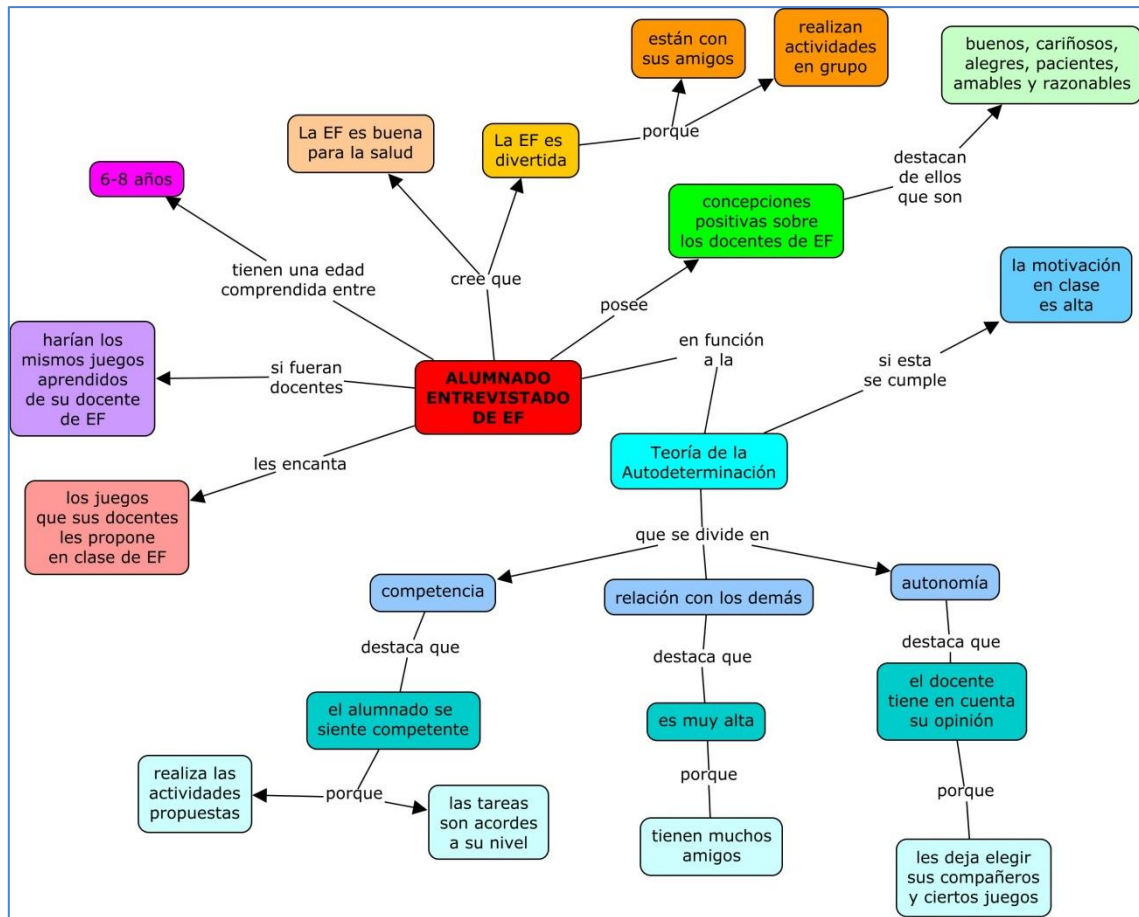 están con
sus amigos
realizan
actividades
en grupo
buenos, cariñosos,
alegres, pacientes,
amables y razonables
La EF es buena
para la salud
La EF es
divertida
porque
6-8 años
destacan
de ellos
que son
concepciones
positivas sobre
los docentes de EF
tienen una edad
comprendida entre
cree que
posee
la motivación
en clase
es alta
harían los
mismos juegos
aprendidos
de su docente
de EF
si fueran
docentes
ALUMNADO
ENTREVISTADO
DE EF
en función
a la
si esta
se cumple
les encanta
Teoría de la
Autodeterminación
los juegos
que sus docentes
les propone
en clase de EF
que se divide en
competencia
relación con los demás
autonomía
destaca que
destaca que
destaca que
el alumnado se
siente competente
es muy alta
el docente
tiene en cuenta
su opinión
realiza las
actividades
propuestas
porque
las tareas
son acordes
a su nivel
porque
tienen muchos
amigos
porque
les deja elegir
sus compañeros
y ciertos juegos